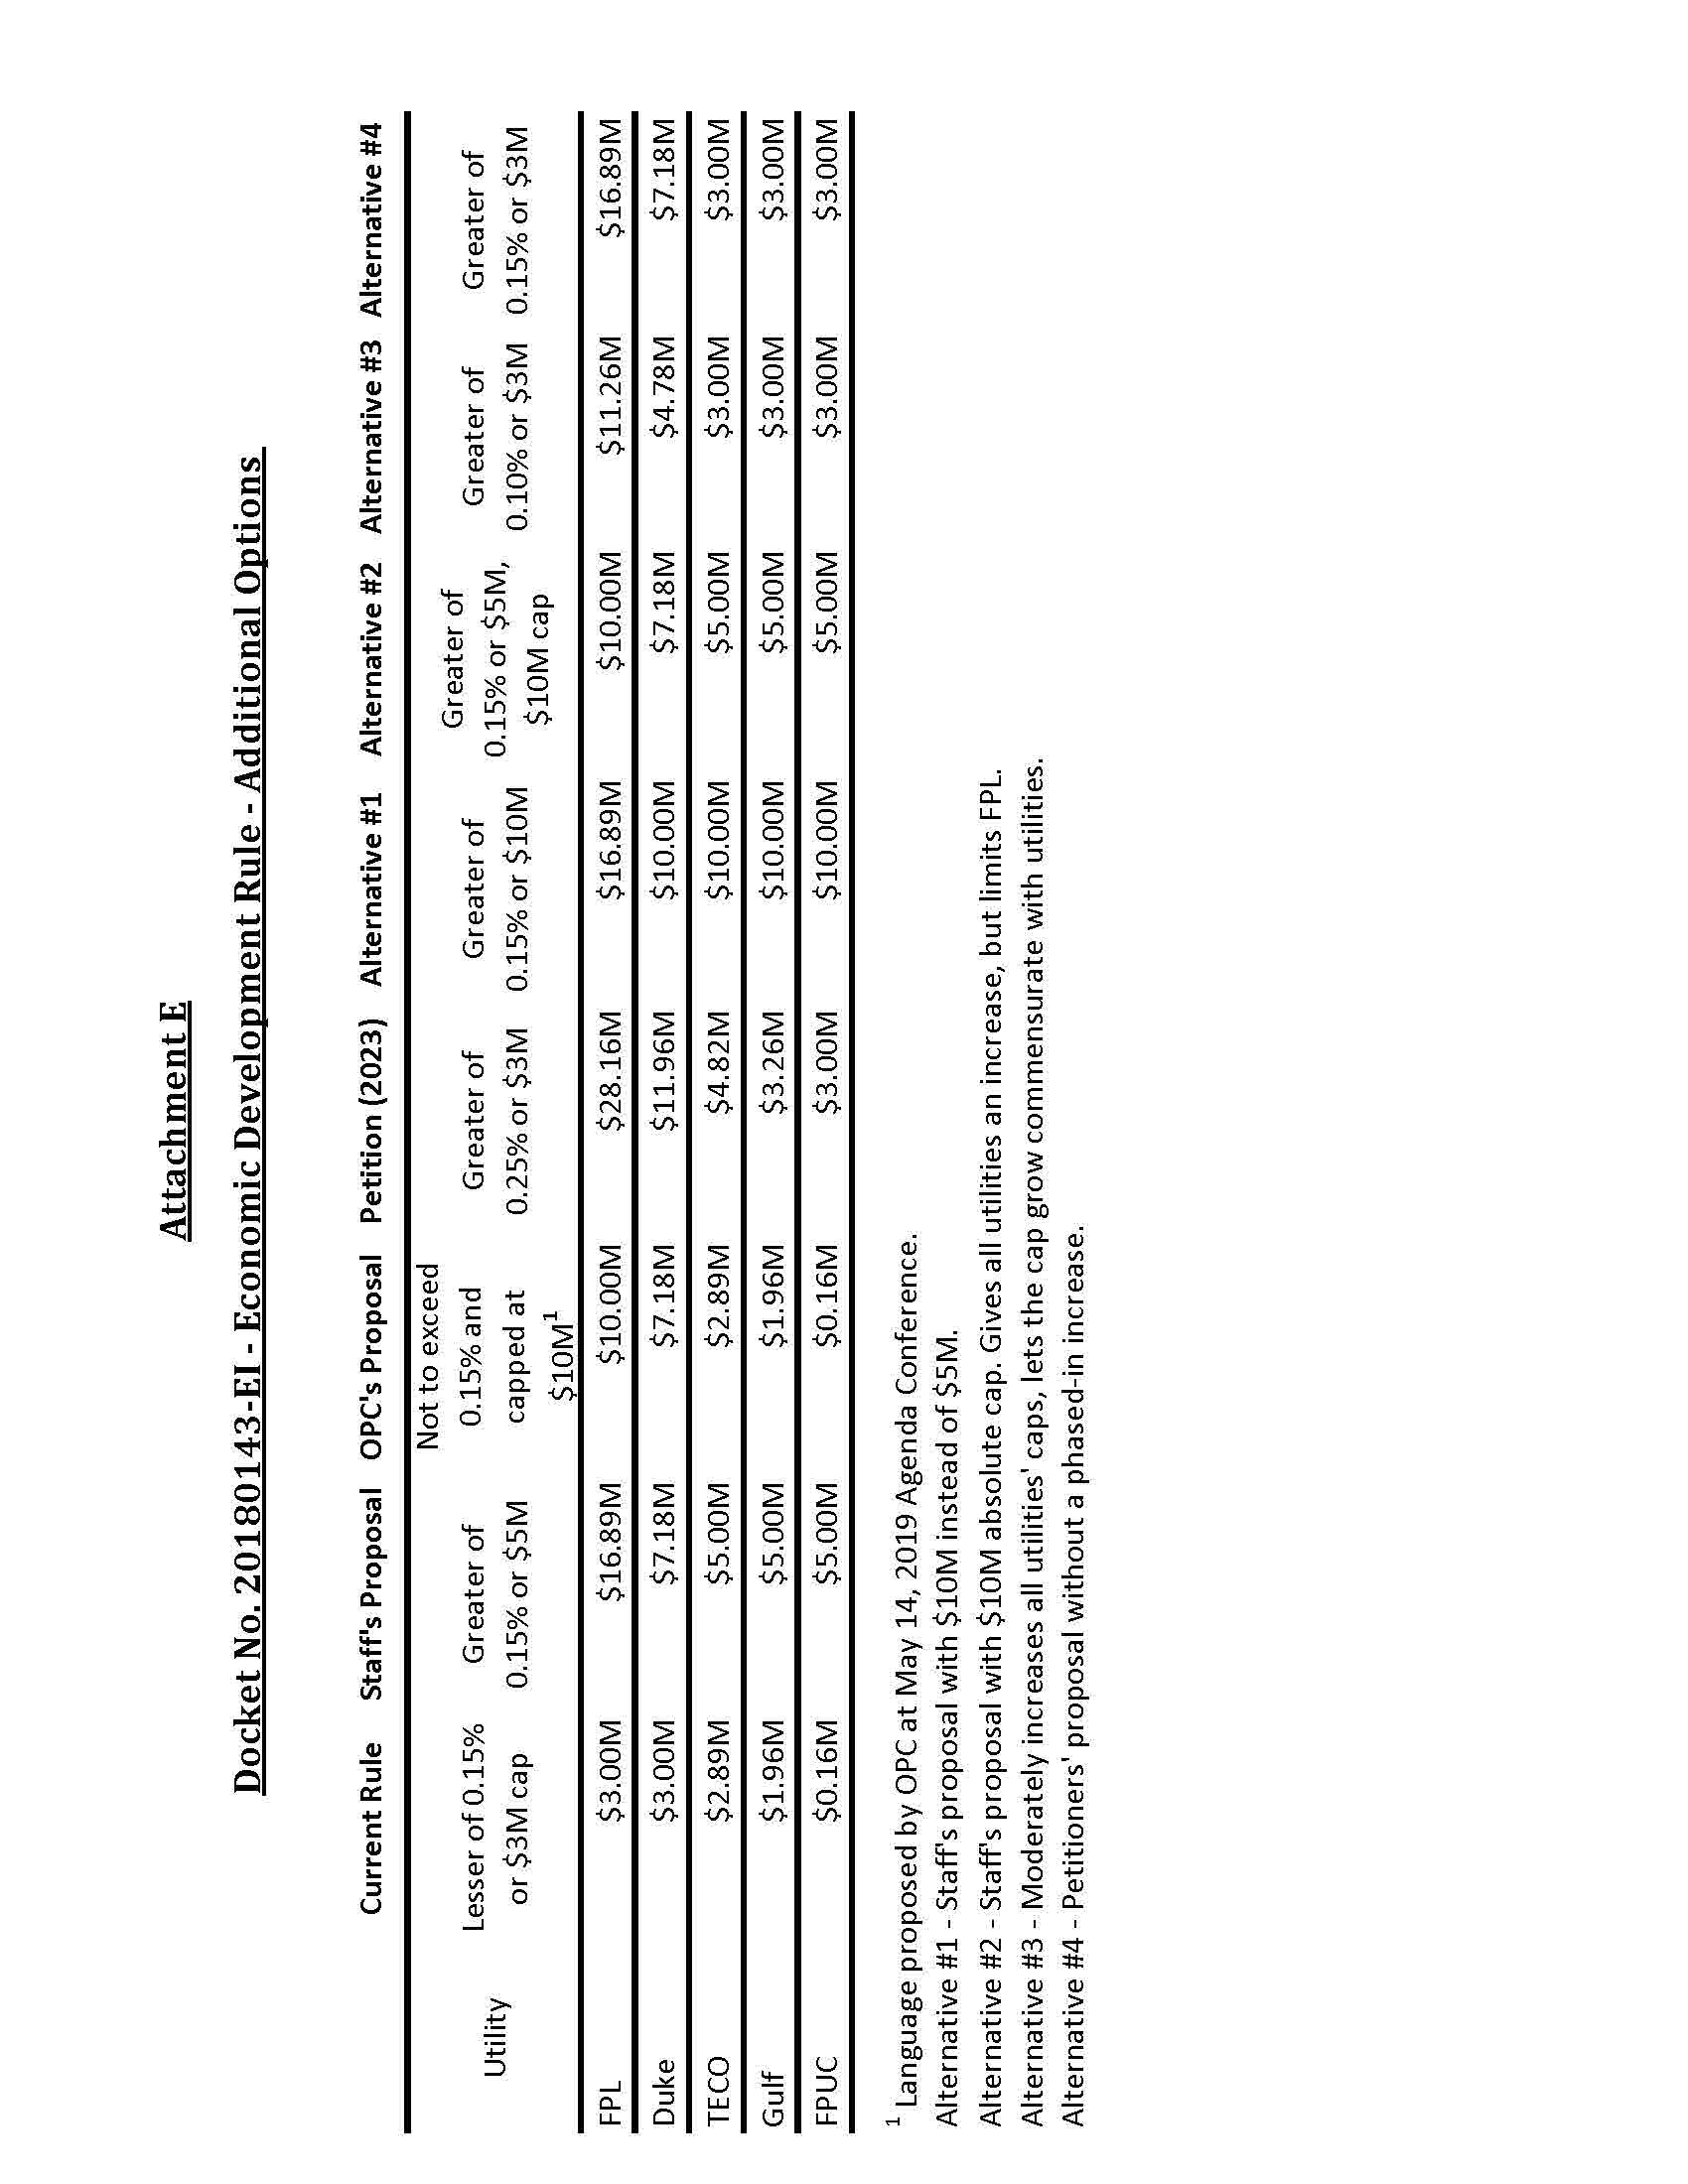 Attachment E
Docket No. 20180143-EI - Economic Development Rule - Additional Options
Current Rule Staff's Proposal OPC's Proposal Petition (2023) Alternative #1 Alternative #2 Alternative #3 Alternative #4
Utility Lesser of 0.15% or $3M cap Greater of 0.15% or $5M Not to exceed 0.15% and capped at $10M¹ Greater of 0.25% or $3M Greater of 0.15% or $10M Greater of 0.15% or $5M, $10M cap Greater of 0.10% or $3M Greater of 0.15% or $3M
FPL $3.00M $16.89M $10.00M $28.16M $16.89M $10.00M $11.26M $16.89M
Duke $3.00M $7.18M $7.18M $11.96M $10.00M $7.18M $4.78M $7.18M
TECO $2.89M $5.00M $2.89M $4.82M $10.00M $5.00M $3.00M $3.00M
Gulf $1.96M $5.00M $1.96M $3.26M $10.00M $5.00M $3.00M $3.00M
FPUC $0.16M $5.00M $0.16M $3.00M $10.00M $5.00M $3.00M $3.00M
¹ Language proposed by OPC at May 14, 2019 Agenda Conference.
Alternative #1 - Staff's proposal with $10M instead of $5M.
Alternative #2 - Staff's proposal with $10M absolute cap. Gives all utilities an increase, but limits FPL.
Alternative #3 - Moderately increases all utilities' caps, lets the cap grow commensurate with utilities.
Alternative #4 - Petitioners' proposal without a phased-in increase.